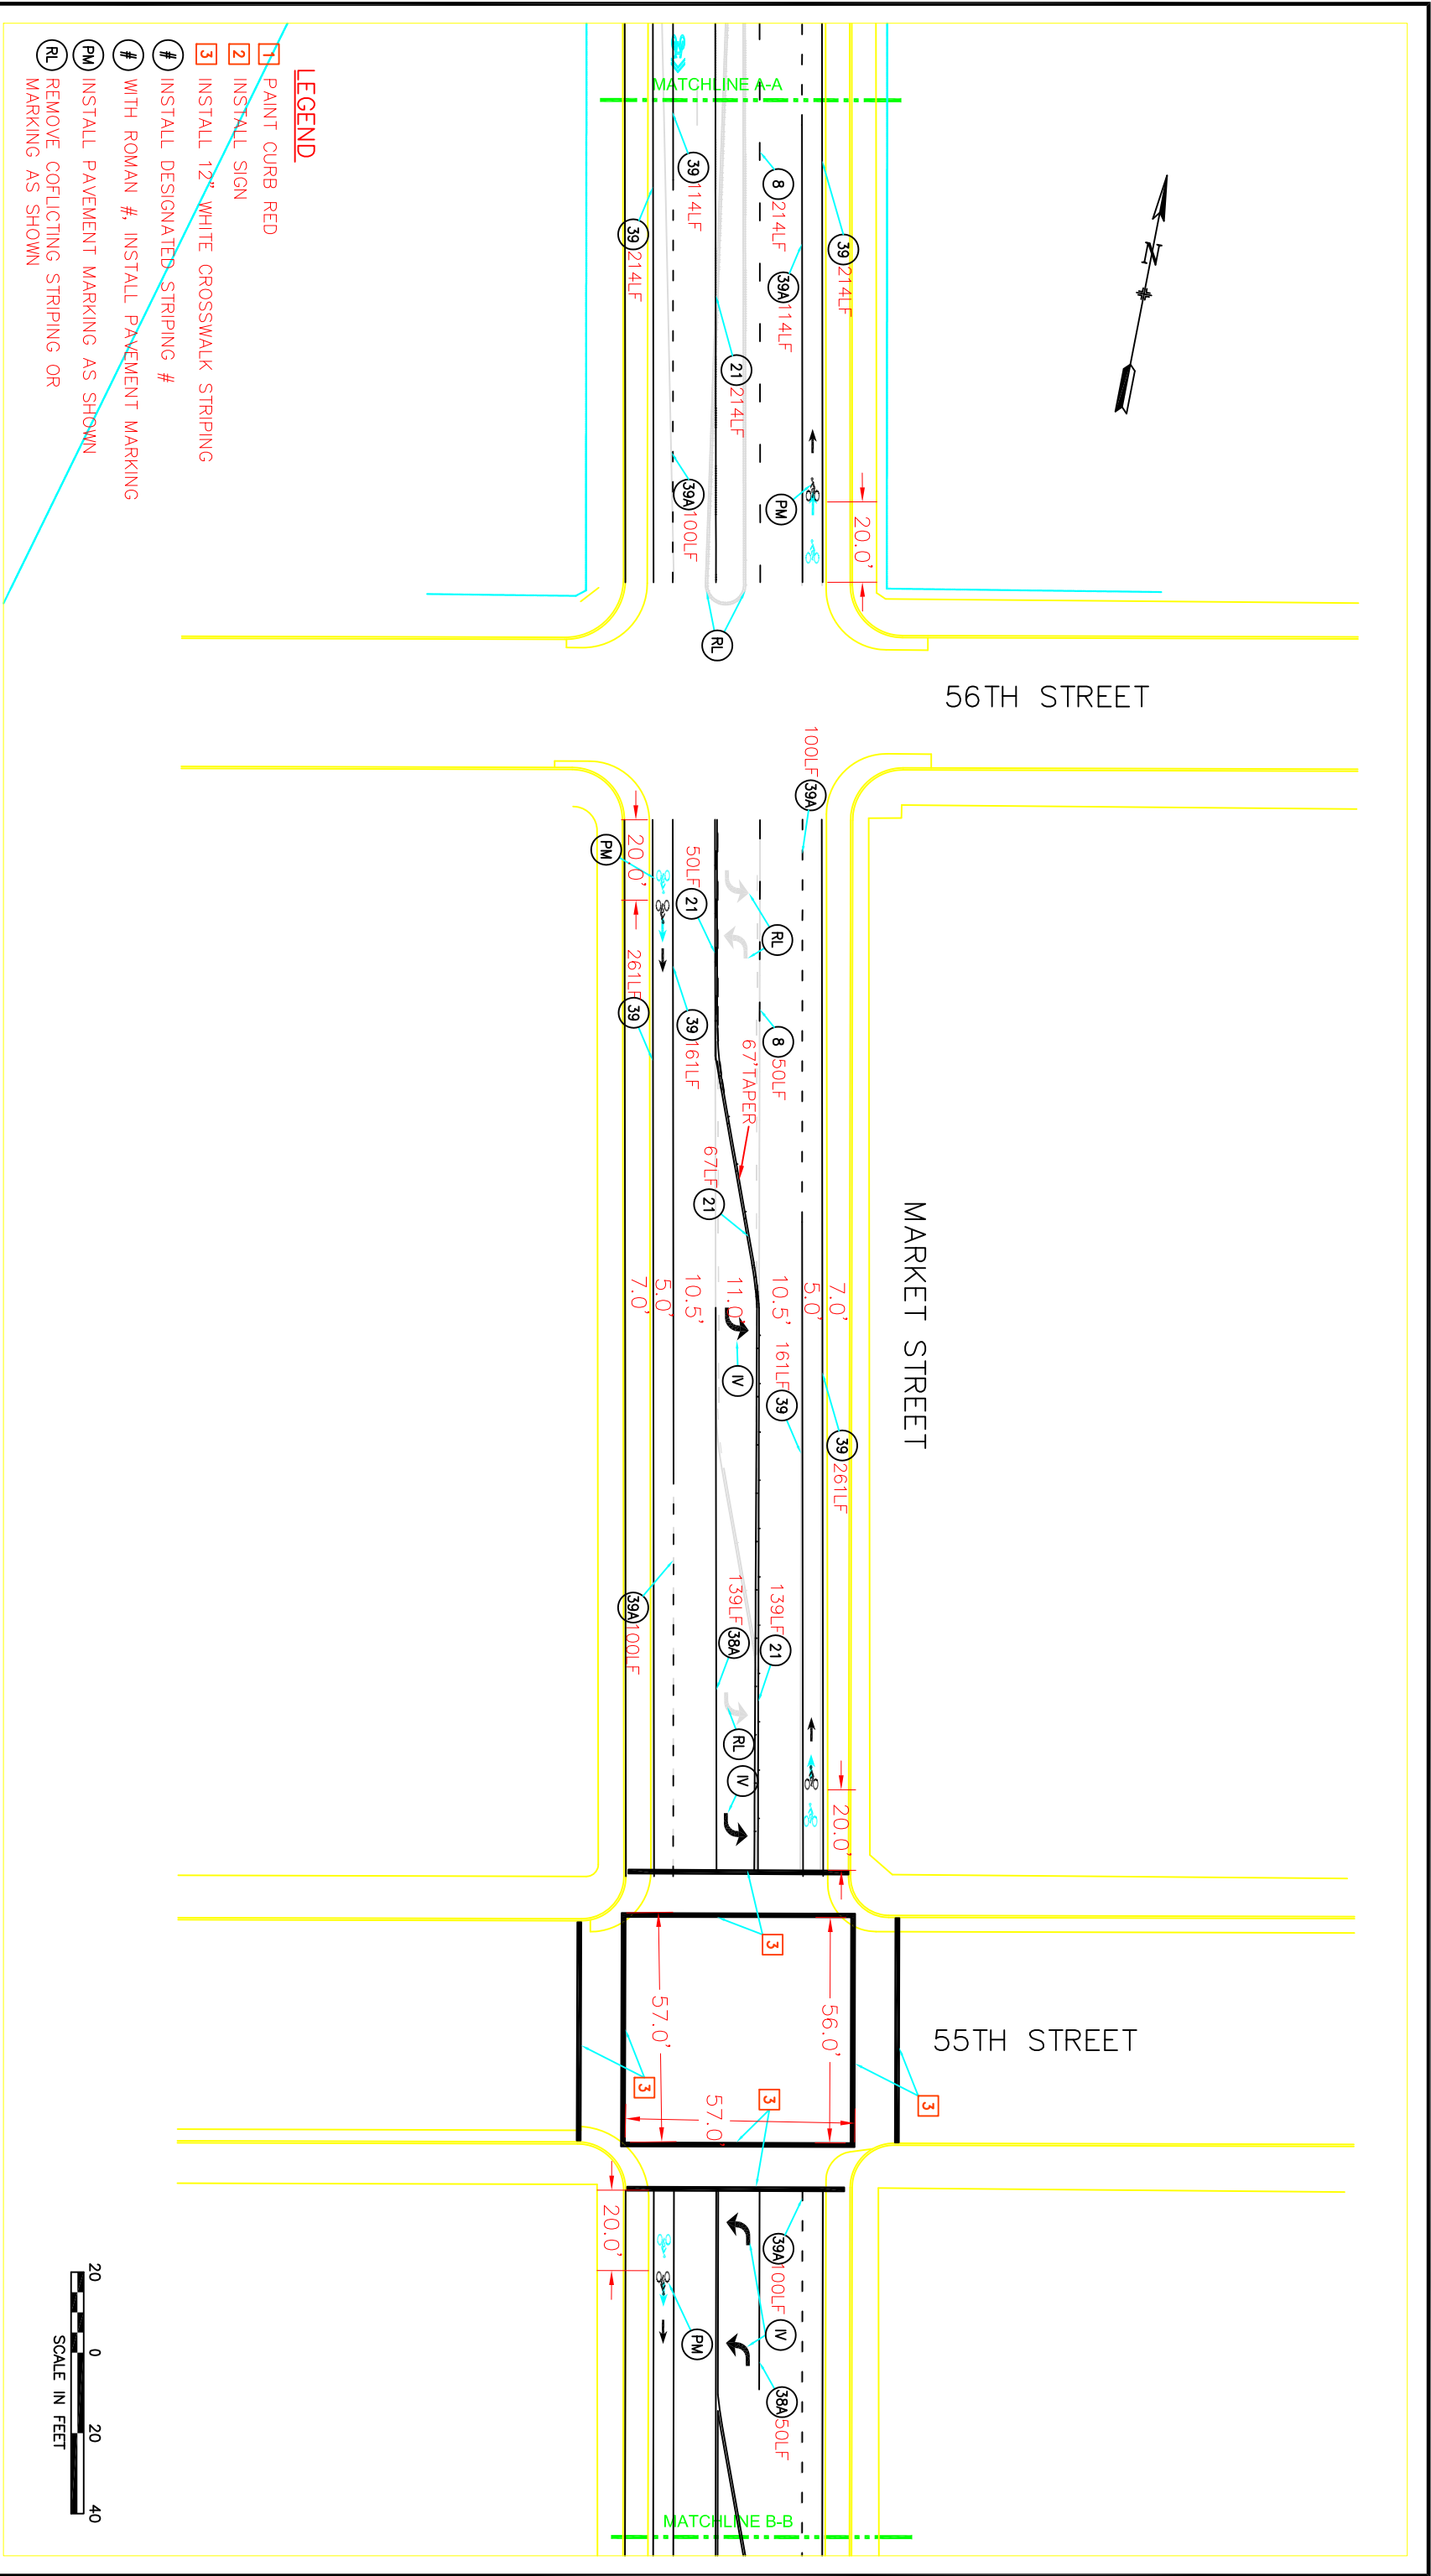 LEGEND
1 PAINT CURB RED
2 INSTALL SIGN
3 INSTALL 12" WHITE CROSSWALK STRIPING
# INSTALL DESIGNATED STRIPING #
# WITH ROMAN #, INSTALL PAVEMENT MARKING
PM INSTALL PAVEMENT MARKING AS SHOWN
RL REMOVE COFLICTING STRIPING OR
MARKING AS SHOWN
MATCHLINE A-A
N
39 214LF
8 214LF
39A 114LF
39 114LF
39 214LF
21 214LF
39A 100LF
PM
20.0'
RL
56TH STREET
100LF 39A
PM
20.0'
50LF 21
RL
261LF 39
39 161LF
8 50LF
67'TAPER
67LF 21
MARKET STREET
7.0'
5.0'
10.5'
11.0'
10.5'
5.0'
7.0'
IV
161LF 39
39 261LF
39A 100LF
139LF 38A
139LF 21
RL
IV
20.0'
3
56.0'
57.0'
57.0'
3
3
3
55TH STREET
20.0'
39A 100LF
IV
PM
38A 50LF
MATCHLINE B-B
20 0 20 40
SCALE IN FEET